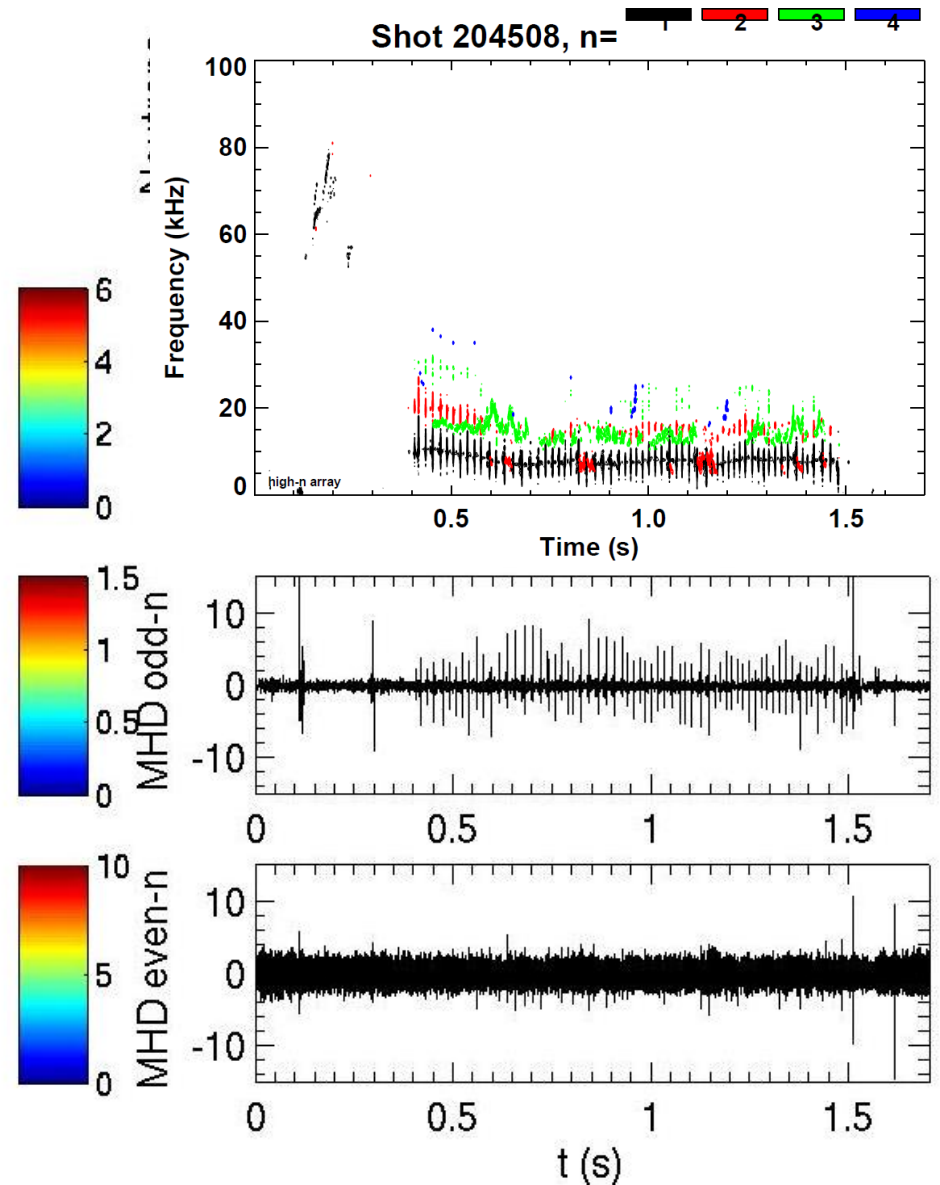 1 2 3 4
Shot 204508, n=
100
80
60
40
20
0
Frequency (kHz)
high-n array
0.5 1.0 1.5
Time (s)
6
4
2
0
1.5
1
0.5
0
MHD odd-n
10
0
-10
0 0.5 1 1.5
10
5
0
MHD even-n
10
0
-10
0 0.5 1 1.5
t (s)